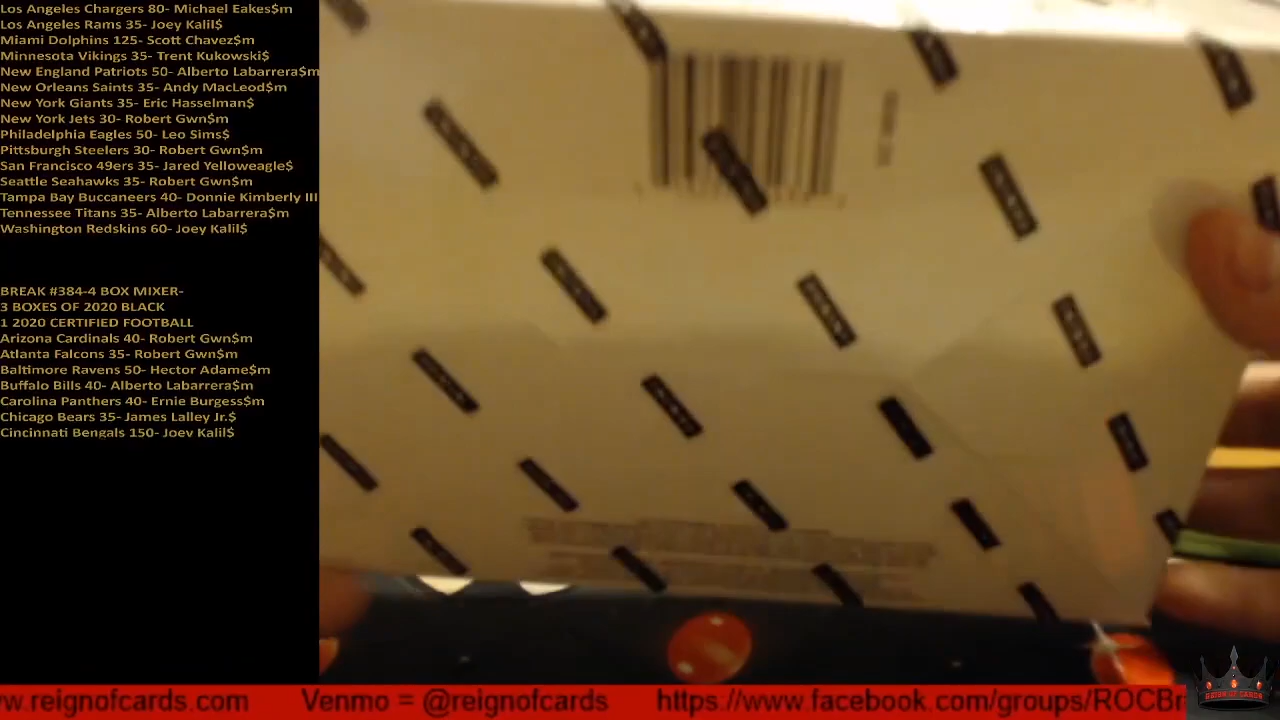 Los Angeles Chargers 80- Michael Eakes$m
Los Angeles Rams 35- Joey Kalil$
Miami Dolphins 125- Scott Chavez$m
Minnesota Vikings 35- Trent Kukowski$
New England Patriots 50- Alberto Labarrera$m
New Orleans Saints 35- Andy MacLeod$m
New York Giants 35- Eric Hasselman$
New York Jets 30- Robert Gwn$m
Philadelphia Eagles 50- Leo Sims$
Pittsburgh Steelers 30- Robert Gwn$m
San Francisco 49ers 35- Jared Yelloweagle$
Seattle Seahawks 35- Robert Gwn$m
Tampa Bay Buccaneers 40- Donnie Kimberly III
Tennessee Titans 35- Alberto Labarrera$m
Washington Redskins 60- Joey Kalil$
BREAK #384-4 BOX MIXER-
3 BOXES OF 2020 BLACK
1 2020 CERTIFIED FOOTBALL
Arizona Cardinals 40- Robert Gwn$m
Atlanta Falcons 35- Robert Gwn$m
Baltimore Ravens 50- Hector Adame$m
Buffalo Bills 40- Alberto Labarrera$m
Carolina Panthers 40- Ernie Burgess$m
Chicago Bears 35- James Lalley Jr.$
Cincinnati Bengals 150- Joey Kalil$
w.reignofcards.com Venmo = @reignofcards https://www.facebook.com/groups/ROCBr
REIGN OF CARDS